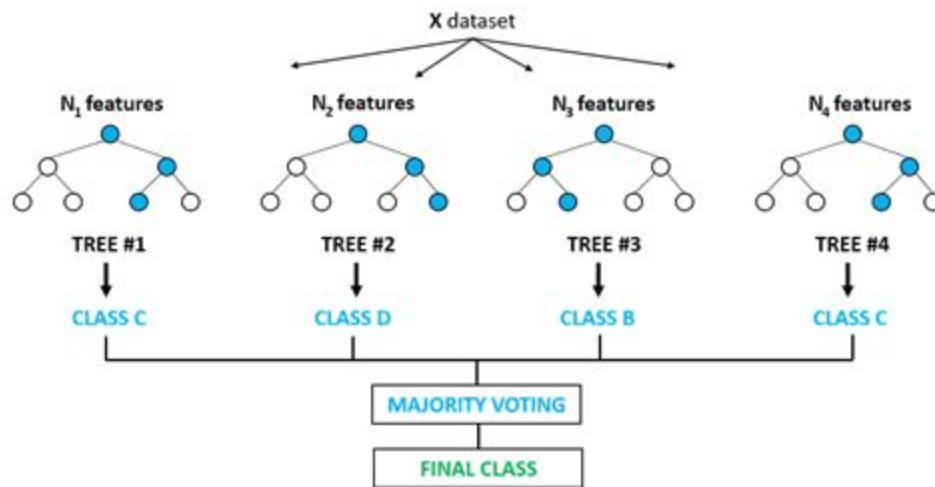 X dataset
N₁ features
N₂ features
N₃ features
N₄ features
TREE #1
TREE #2
TREE #3
TREE #4
CLASS C
CLASS D
CLASS B
CLASS C
MAJORITY VOTING
FINAL CLASS